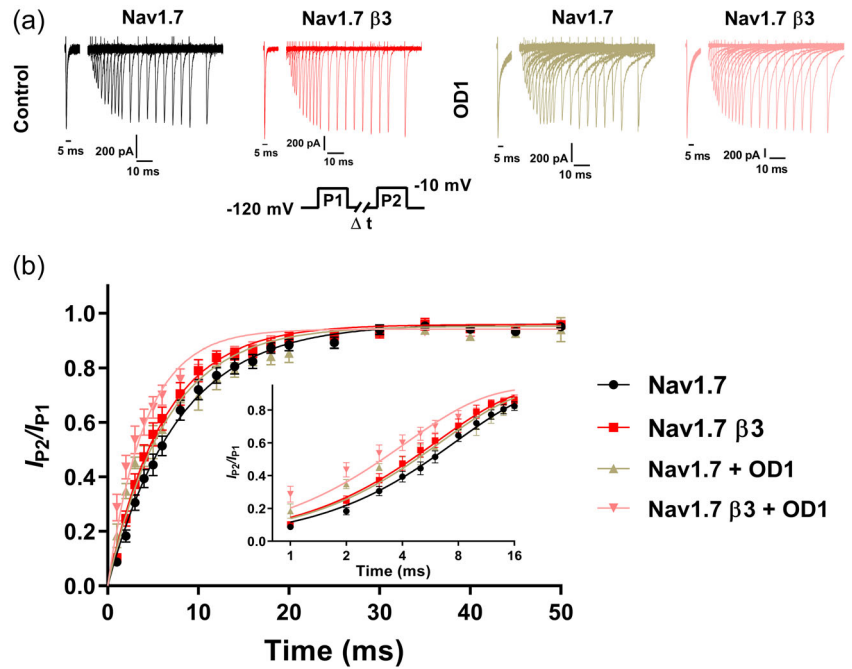 (a)
Nav1.7
Nav1.7 β3
Nav1.7
Nav1.7 β3
Control
OD1
5 ms
200 pA
10 ms
5 ms
200 pA
10 ms
5 ms
200 pA
10 ms
5 ms
200 pA
10 ms
-120 mV
P1
P2
-10 mV
Δ t
(b)
IP2/IP1
1.0
0.8
0.6
0.4
0.2
0.0
0
10
20
30
40
50
Time (ms)
IP2/IP1
0.8
0.6
0.4
0.2
0.0
1
2
4
8
16
Time (ms)
Nav1.7
Nav1.7 β3
Nav1.7 + OD1
Nav1.7 β3 + OD1